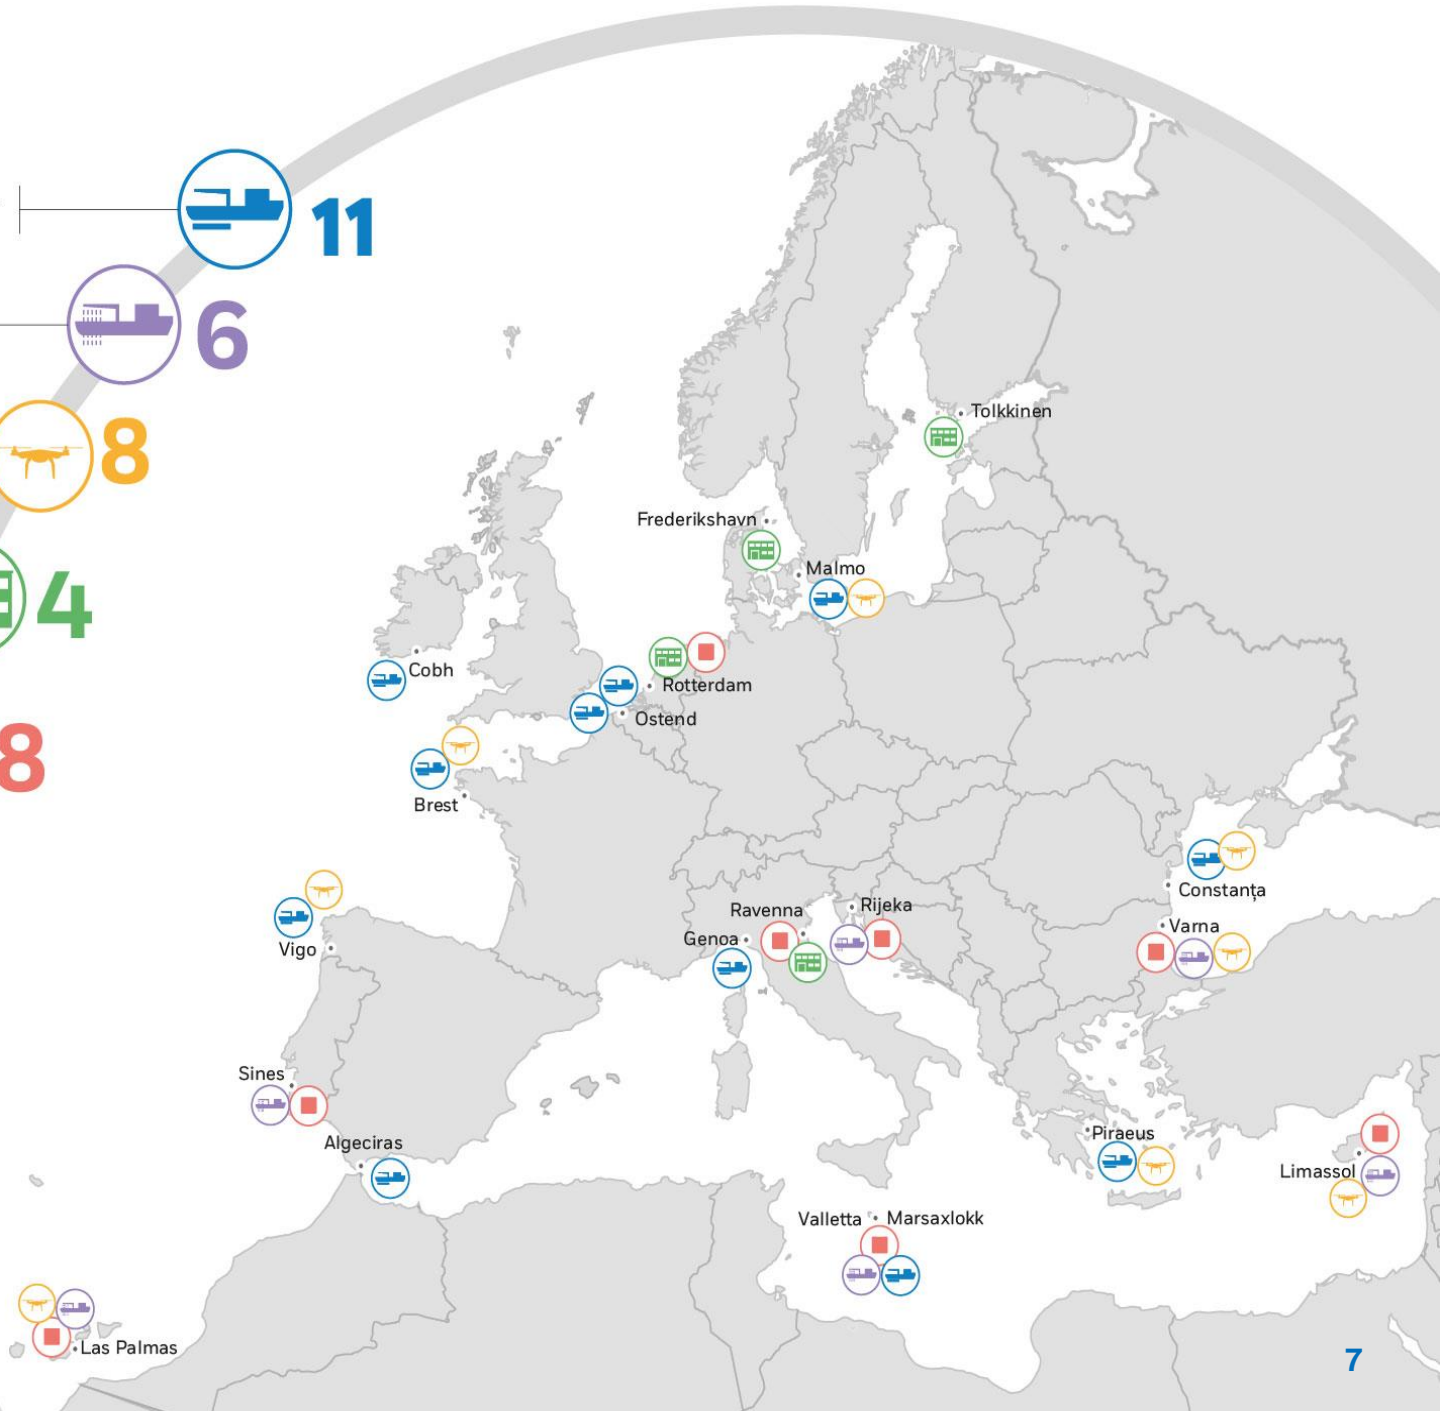 11
6
8
4
8
Tolkkinen
Frederikshavn
Malmo
Cobh
Rotterdam
Ostend
Brest
Constanța
Ravenna
Rijeka
Varna
Genoa
Vigo
Sines
Algeciras
Piraeus
Limassol
Valletta
Marsaxlokk
Las Palmas
7